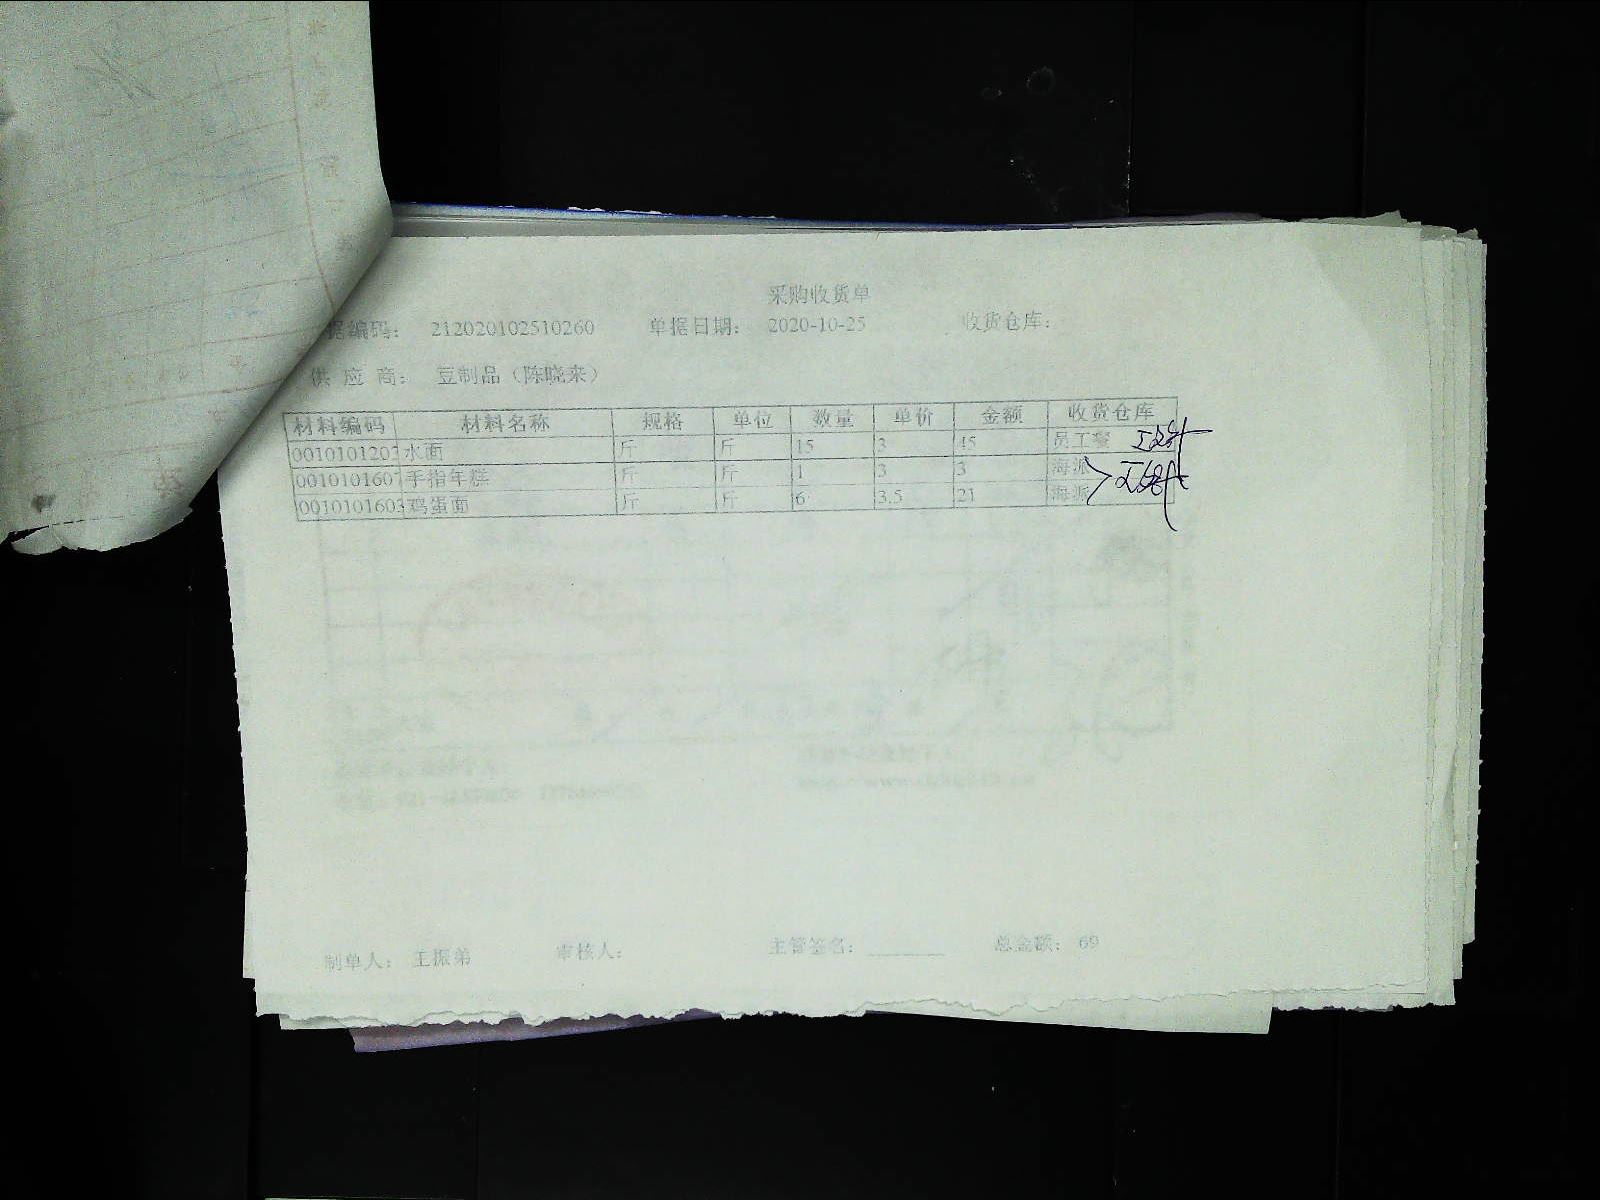 采购收货单
据编码： 212020102510260 单据日期： 2020-10-25 收货仓库：
供 应 商： 豆制品（陈晓来）
材料编码 材料名称 规格 单位 数量 单价 金额 收货仓库
0010101203 水面 斤 斤 15 3 45 员工餐
0010101607 手指年糕 斤 斤 1 3 3 海派
0010101603 鸡蛋面 斤 斤 6 3.5 21 海派
制单人： 王振弟 审核人： 主管签名： 总金额： 69